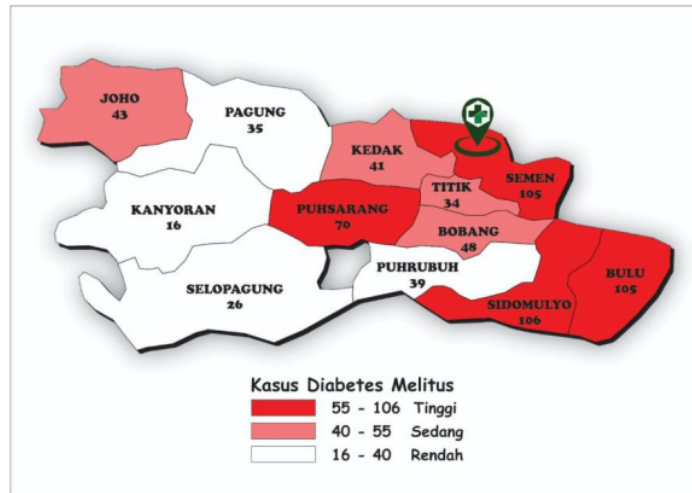 JOHO
43
PAGUNG
35
KEDAK
41
SEMEN
105
TITIK
34
KANYORAN
16
PUHSARANG
70
BOBANG
48
PUHRUBUH
39
BULU
105
SELOPAGUNG
26
SIDOMULYO
106
Kasus Diabetes Melitus
55 - 106 Tinggi
40 - 55 Sedang
16 - 40 Rendah